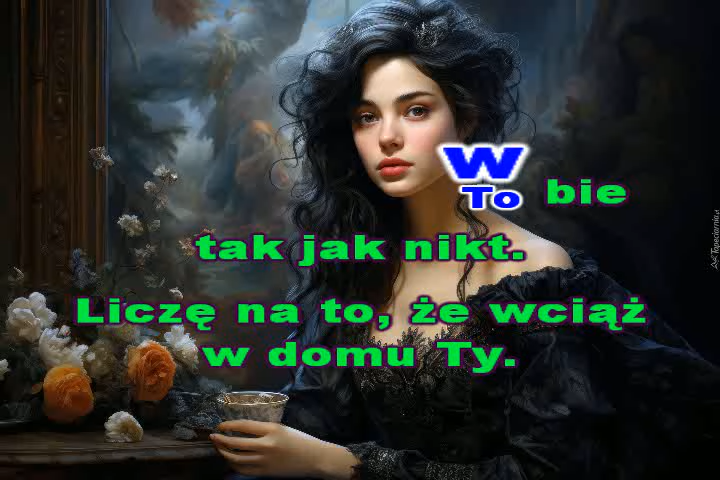 w To bie
tak jak nikt.
Liczę na to, że wciąż
w domu Ty.